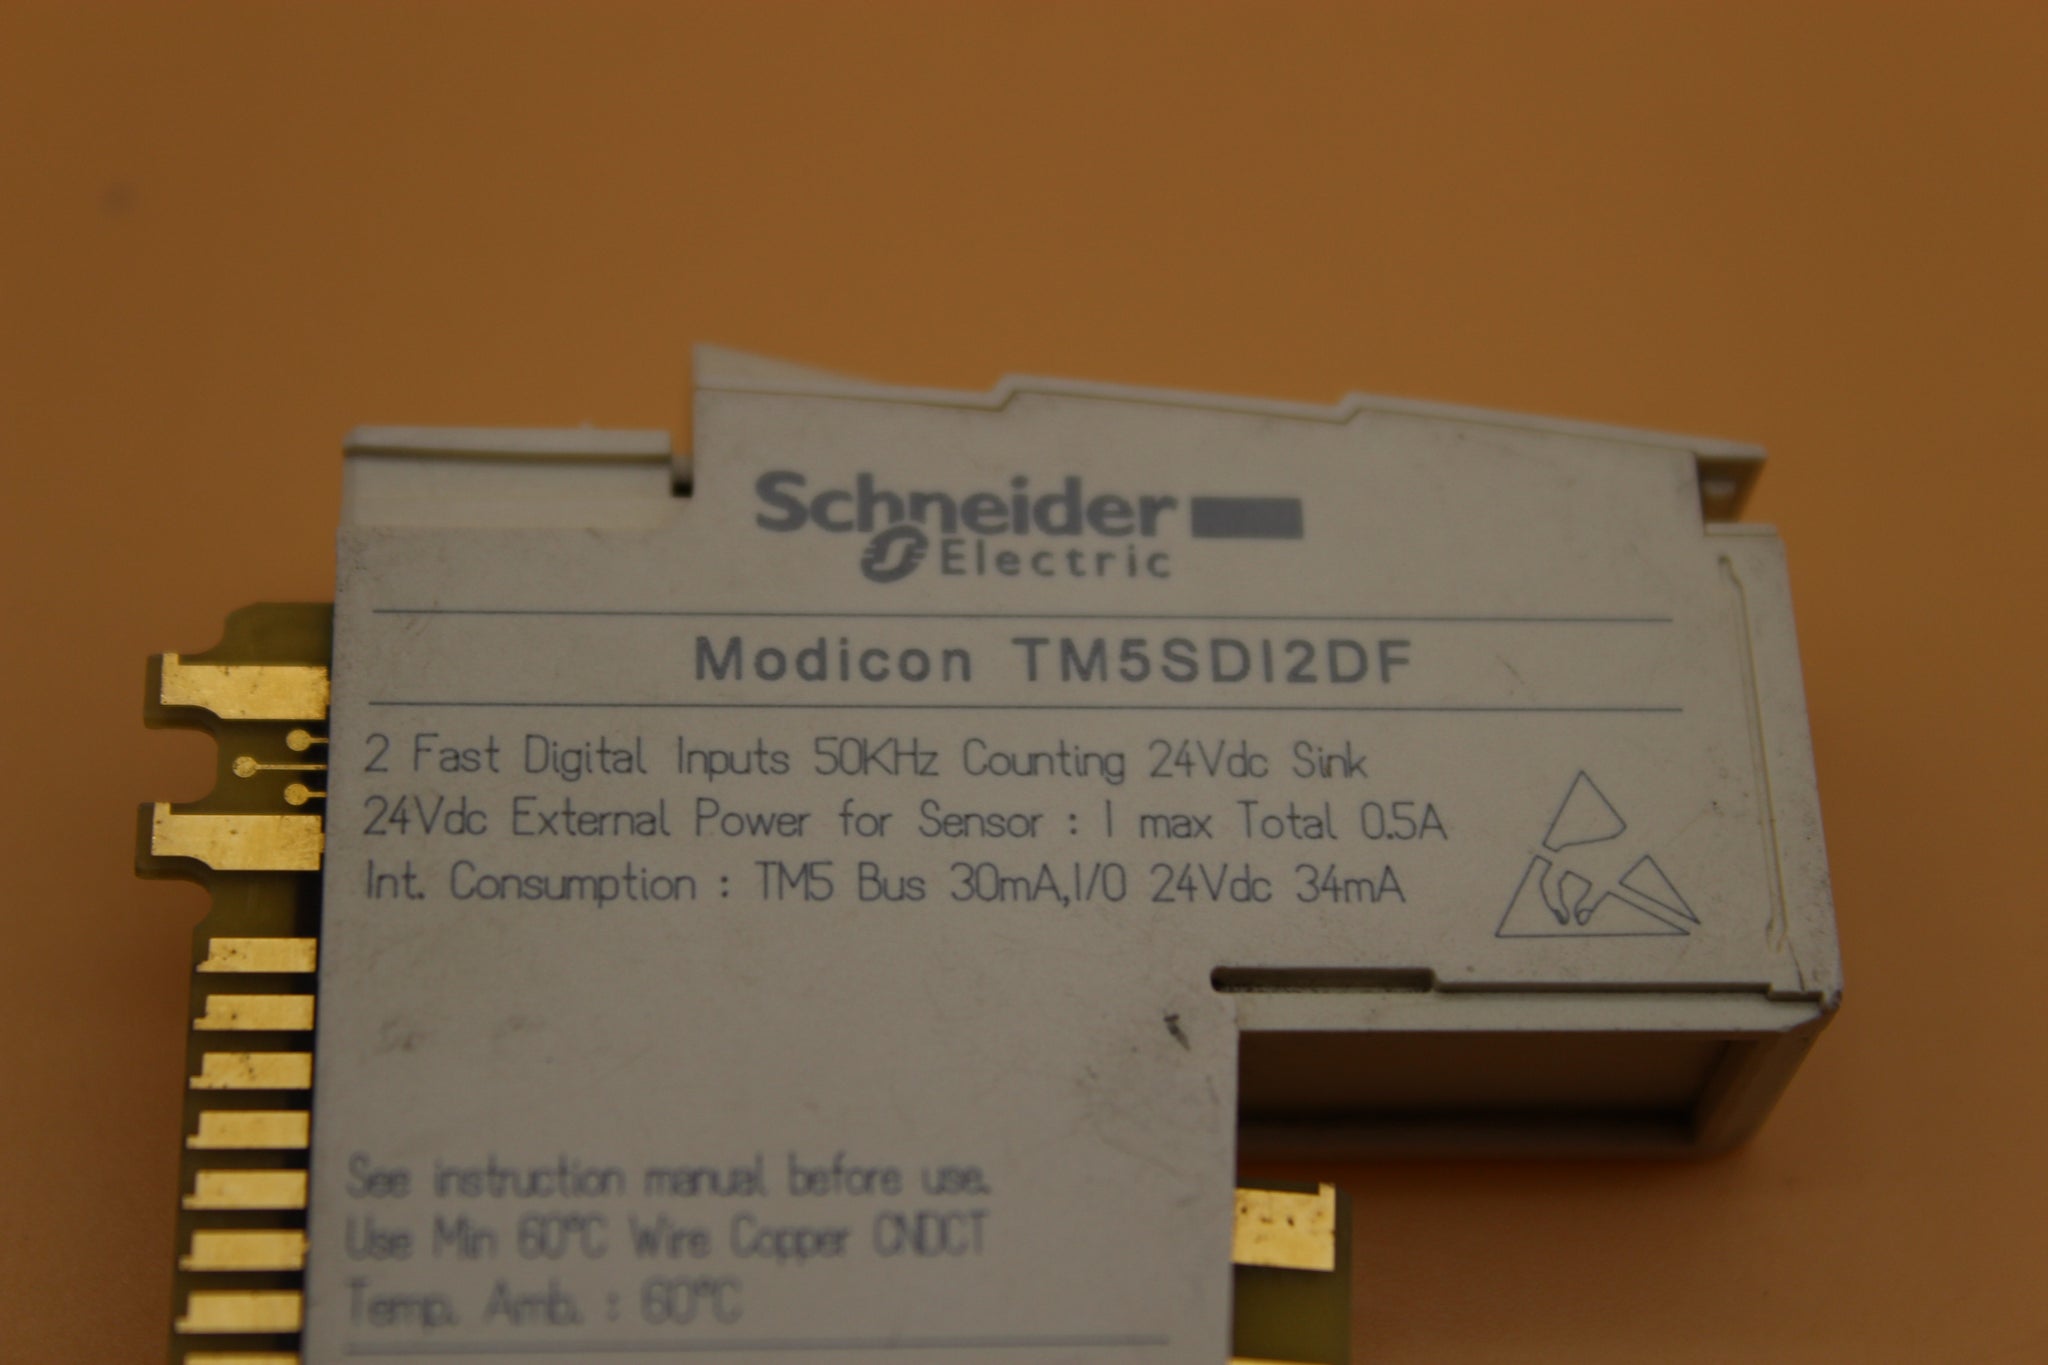 Schneider
Electric
Modicon TM5SDI2DF
2 Fast Digital Inputs 50KHz Counting 24Vdc Sink
24Vdc External Power for Sensor : I max Total 0.5A
Int. Consumption : TM5 Bus 30mA,I/O 24Vdc 34mA
See instruction manual before use.
Use Min 60°C Wire Copper CNDCT
Temp. Amb. : 60°C